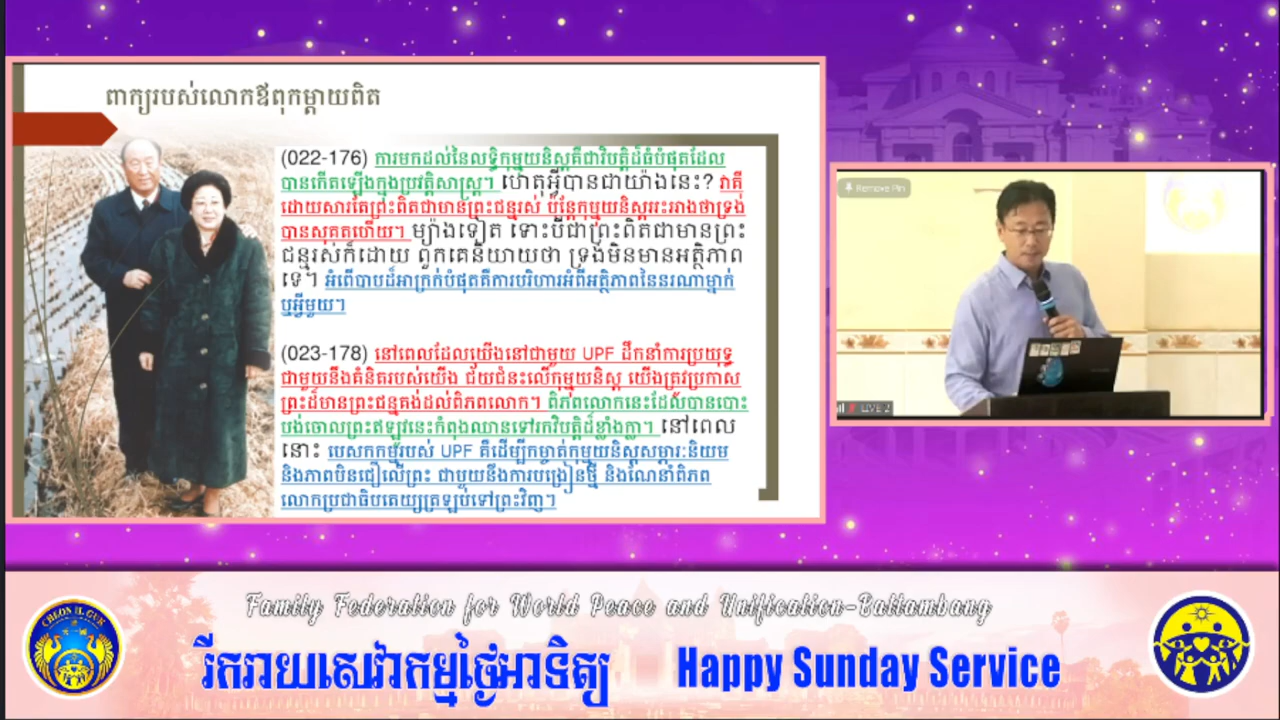 ពាក្យរបស់លោកឪពុកម្តាយពិត
(022-176) ការមកដល់នៃលទ្ធិកុម្មុយនិស្តគឺជាវិបត្តិដ៏ធំបំផុតដែល
បានកើតឡើងក្នុងប្រវត្តិសាស្ត្រ។ ហេតុអ្វីបានជាយ៉ាងនេះ? វាគឺ
ដោយសារតែព្រះពិតជាមានព្រះជន្មរស់ ប៉ុន្តែកុម្មុយនិស្តអះអាងថាទ្រង់
បានសុគតហើយ។ ម្យ៉ាងទៀត ទោះបីជាព្រះពិតជាមានព្រះ
ជន្មរស់ក៏ដោយ ពួកគេនិយាយថា ទ្រង់មិនមានអត្ថិភាព
ទេ។ អំពើបាបដ៏អាក្រក់បំផុតគឺការបរិហារអំពីអត្ថិភាពនៃនរណាម្នាក់
ឬអ្វីមួយ។
(023-178) នៅពេលដែលយើងនៅជាមួយ UPF ដឹកនាំការប្រយុទ្ធ
ជាមួយនឹងគំនិតរបស់យើង ជ័យជំនះលើកុម្មុយនិស្ត យើងត្រូវប្រកាស
ព្រះដ៏មានព្រះជន្មគង់ដល់ពិភពលោក។ ពិភពលោកនេះដែលបានបោះ
បង់ចោលព្រះឥឡូវនេះកំពុងឈានទៅរកវិបត្តិដ៏ខ្លាំងក្លា។ នៅពេល
នោះ បេសកកម្មរបស់ UPF គឺដើម្បីកម្ចាត់កុម្មុយនិស្តសម្ភារៈនិយម
និងភាពមិនជឿលើព្រះ ជាមួយនឹងការបង្រៀនថ្មី និងណែនាំពិភព
លោកប្រជាធិបតេយ្យត្រឡប់ទៅព្រះវិញ។
Remove Pin
LIVE 2
Family Federation for World Peace and Unification-Battambang
CHEON IL GUK
រីករាយសេវាកម្មថ្ងៃអាទិត្យ Happy Sunday Service